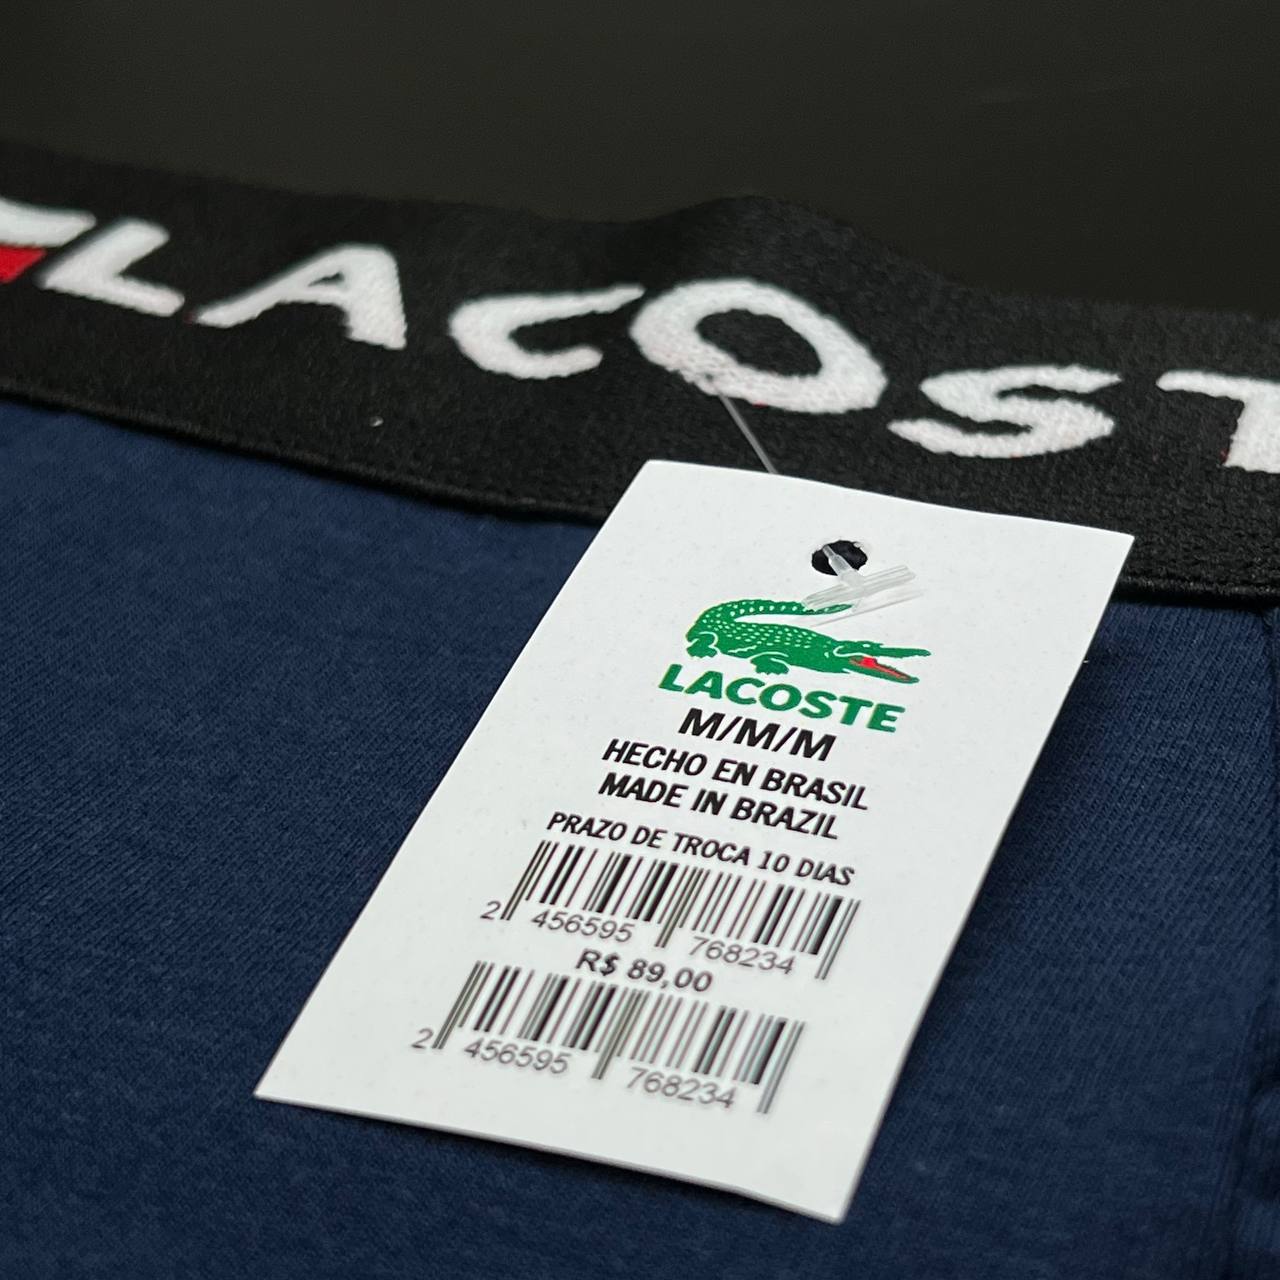 LACOST
LACOSTE
M/M/M
HECHO EN BRASIL
MADE IN BRAZIL
PRAZO DE TROCA 10 DIAS
2 456595 768234
R$ 89,00
2 456595 768234